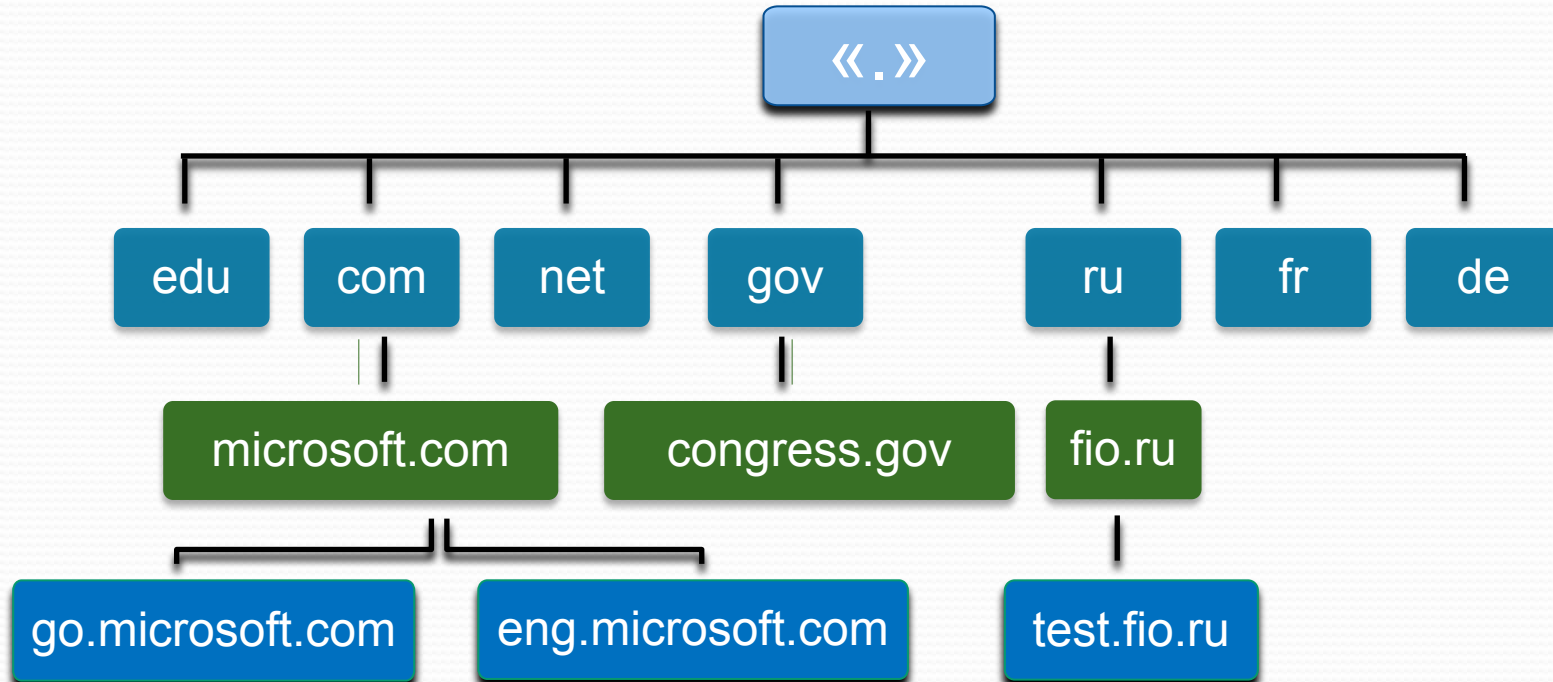 «.»
edu com net gov ru fr de
microsoft.com congress.gov fio.ru
go.microsoft.com eng.microsoft.com test.fio.ru